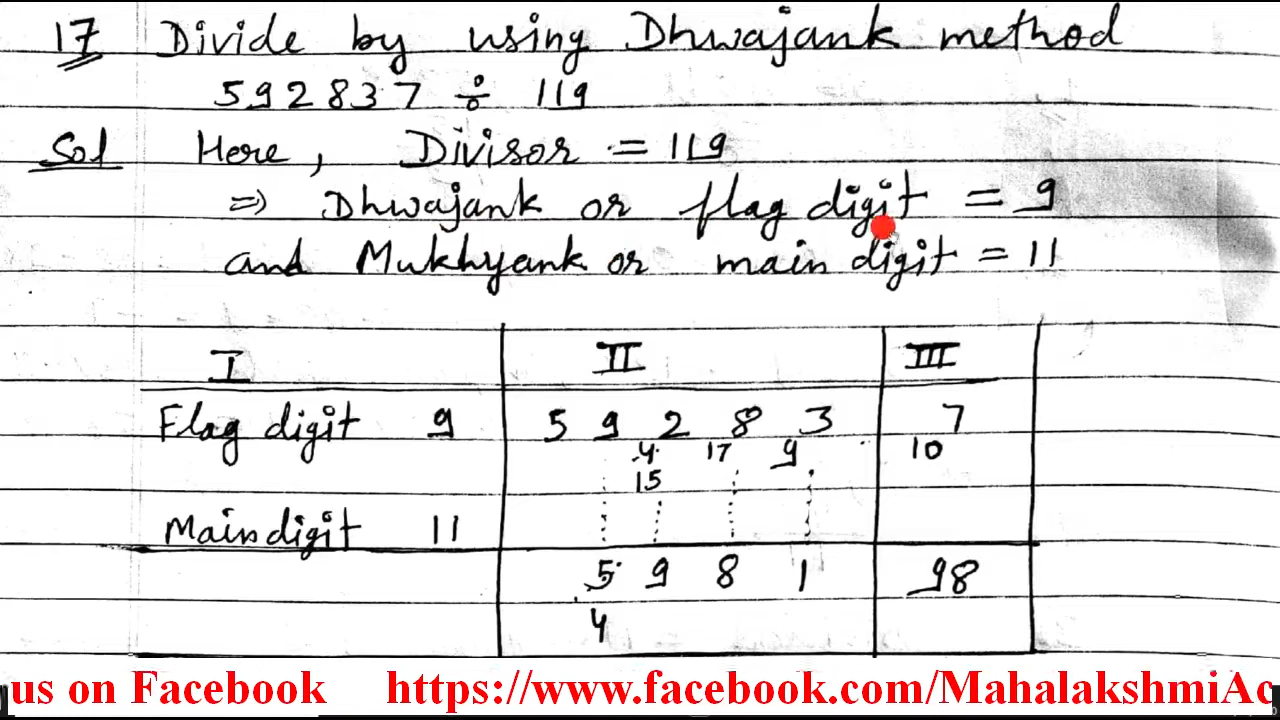 17 Divide by using Dhwajank method
592837 ÷ 119
Sol Here, Divisor = 119
⇒ Dhwajank or flag digit = 9
and Mukhyank or main digit = 11
I II III
Flag digit 9 5 9 2 8 3 7
4 17 9 10
15
Main digit 11
5 9 8 1 98
4
us on Facebook https://www.facebook.com/MahalakshmiAc